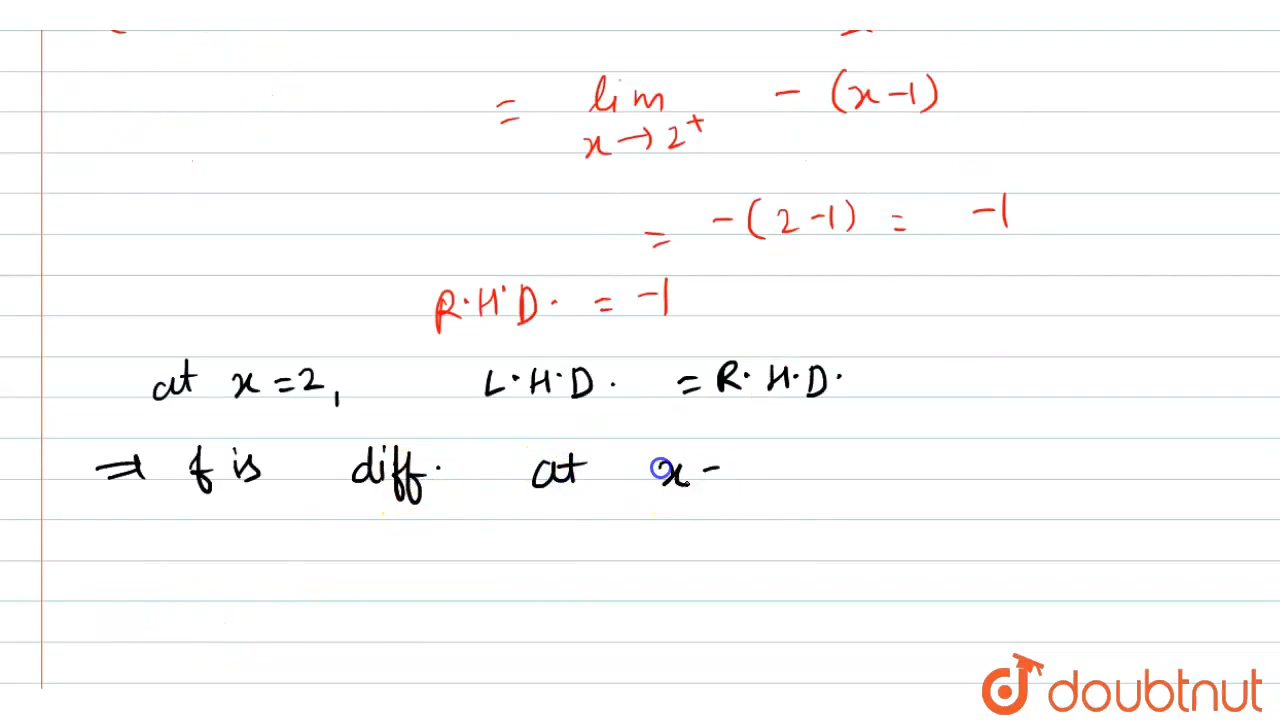 = lim - (x-1)
x→2⁺
= -(2-1) = -1
R.H.D. = -1
at x=2, L.H.D. = R.H.D.
⇒ f is diff. at x -
doubtnut